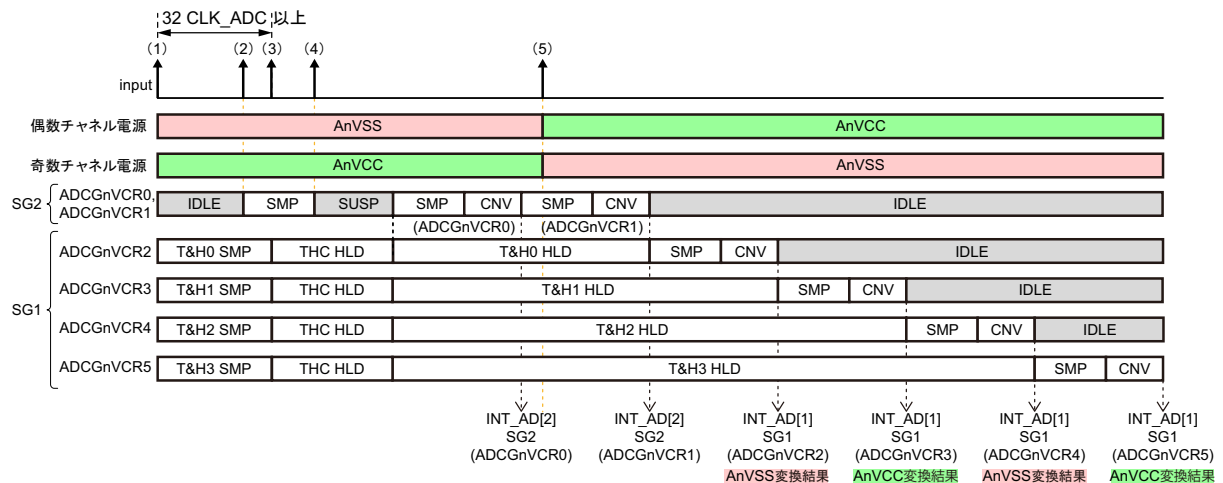 32 CLK_ADC 以上
(1) (2) (3) (4) (5)
input
偶数チャネル電源 AnVSS AnVCC
奇数チャネル電源 AnVCC AnVSS
SG2 ADCGnVCR0, ADCGnVCR1 IDLE SMP SUSP SMP CNV SMP CNV IDLE
(ADCGnVCR0) (ADCGnVCR1)
SG1
ADCGnVCR2 T&H0 SMP THC HLD T&H0 HLD SMP CNV IDLE
ADCGnVCR3 T&H1 SMP THC HLD T&H1 HLD SMP CNV IDLE
ADCGnVCR4 T&H2 SMP THC HLD T&H2 HLD SMP CNV IDLE
ADCGnVCR5 T&H3 SMP THC HLD T&H3 HLD SMP CNV
INT_AD[2] INT_AD[2] INT_AD[1] INT_AD[1] INT_AD[1] INT_AD[1]
SG2 SG2 SG1 SG1 SG1 SG1
(ADCGnVCR0) (ADCGnVCR1) (ADCGnVCR2) (ADCGnVCR3) (ADCGnVCR4) (ADCGnVCR5)
AnVSS変換結果 AnVCC変換結果 AnVSS変換結果 AnVCC変換結果